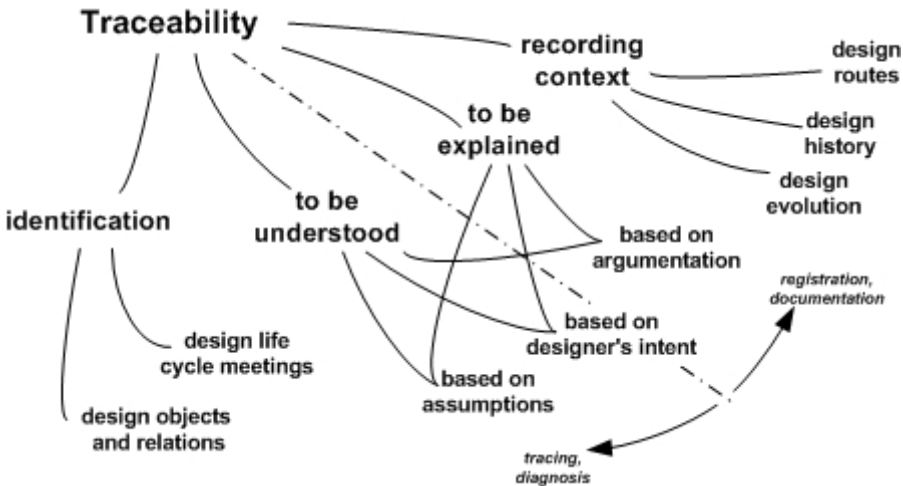 Traceability
recording
context
design
routes
design
history
design
evolution
to be
explained
to be
understood
identification
based on
argumentation
registration,
documentation
based on
designer's intent
design life
cycle meetings
based on
assumptions
design objects
and relations
tracing,
diagnosis